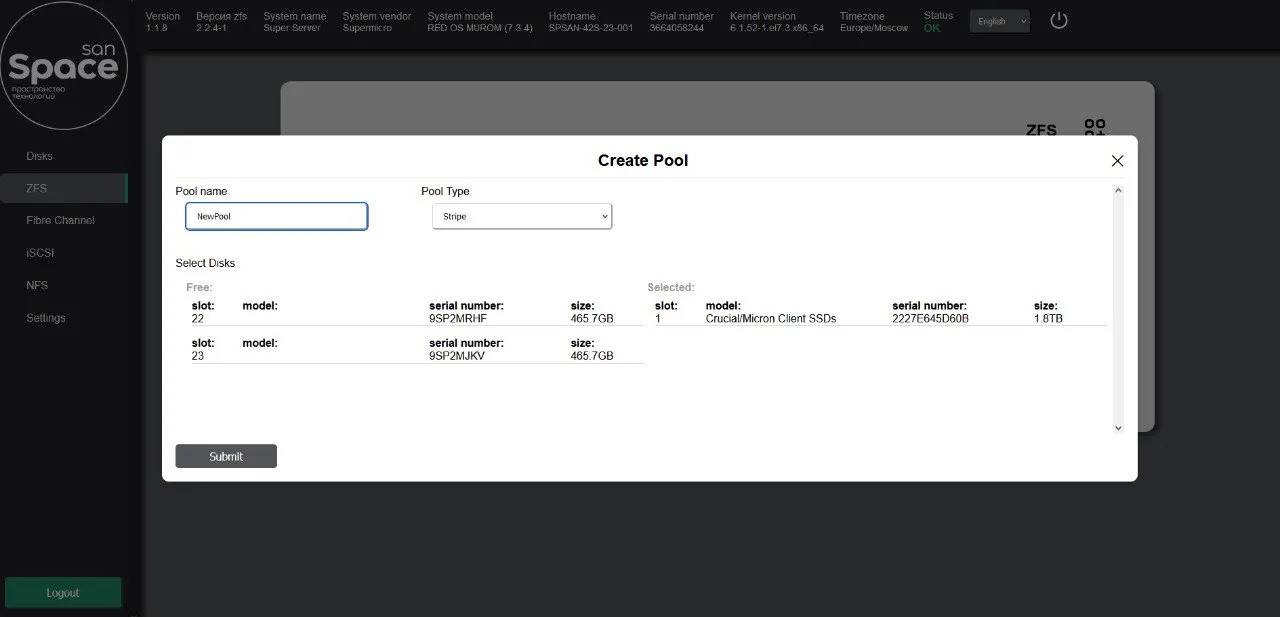 san
Space
пространство
технологий
Version
1.1.8
Версия zfs
2.2.4-1
System name
Super Server
System vendor
Supermicro
System model
RED OS MUROM (7.3.4)
Hostname
SPSAN-42S-23-001
Serial number
3664058244
Kernel version
6.1.52-1.el7.3.x86_64
Timezone
Europe/Moscow
Status
OK
English
Disks
ZFS
Fibre Channel
iSCSI
NFS
Settings
Logout
ZFS
Create Pool
Pool name
NewPool
Pool Type
Stripe
Select Disks
Free:
slot: model: serial number: size:
22 9SP2MRHF 465.7GB
slot: model: serial number: size:
23 9SP2MJKV 465.7GB
Selected:
slot: model: serial number: size:
1 Crucial/Micron Client SSDs 2227E645D60B 1.8TB
Submit